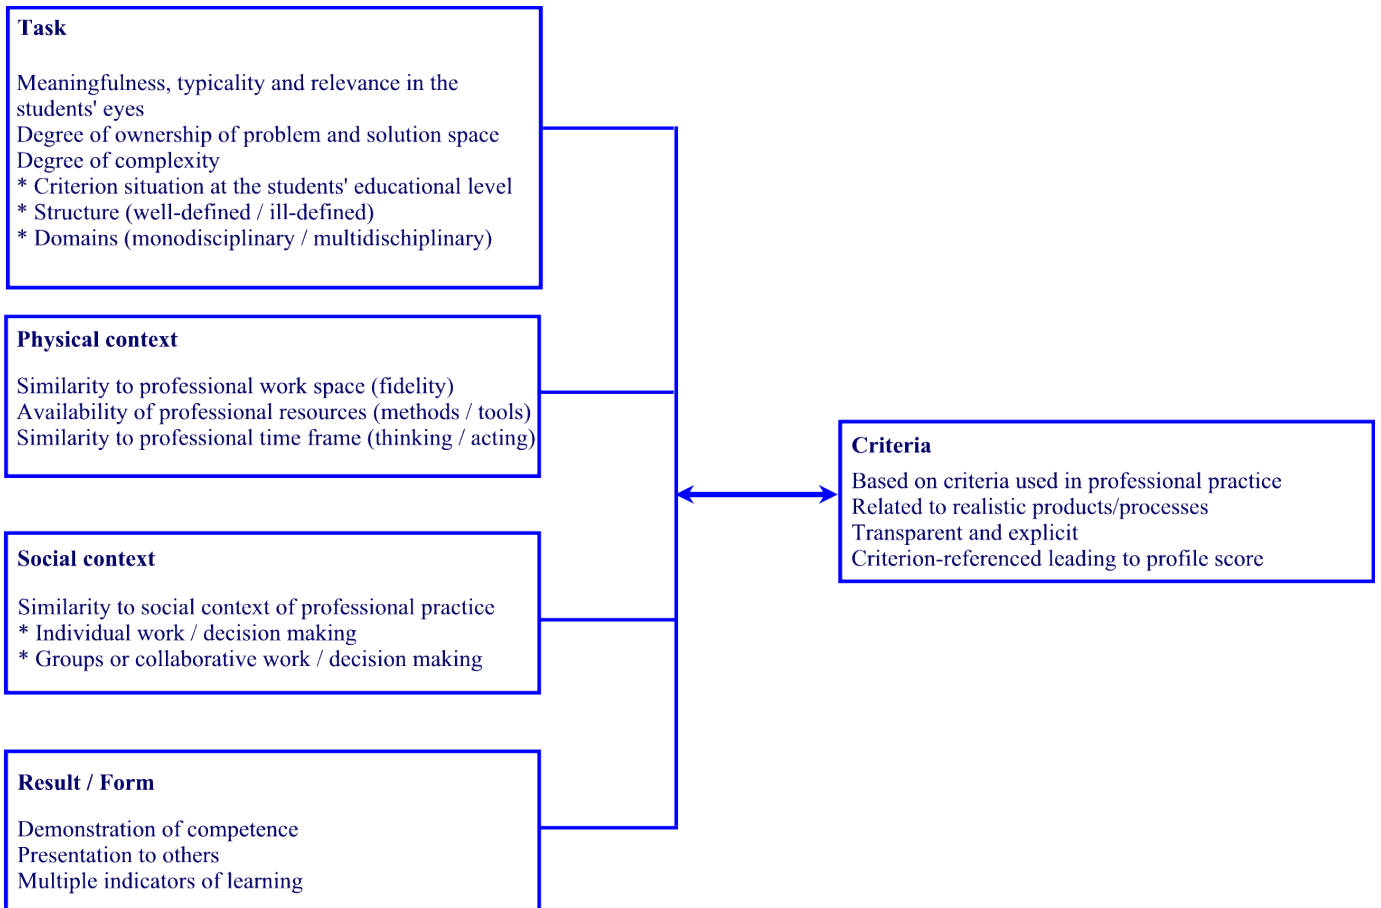 Task
Meaningfulness, typicality and relevance in the
students' eyes
Degree of ownership of problem and solution space
Degree of complexity
* Criterion situation at the students' educational level
* Structure (well-defined / ill-defined)
* Domains (monodisciplinary / multidischiplinary)
Physical context
Similarity to professional work space (fidelity)
Availability of professional resources (methods / tools)
Similarity to professional time frame (thinking / acting)
Social context
Similarity to social context of professional practice
* Individual work / decision making
* Groups or collaborative work / decision making
Result / Form
Demonstration of competence
Presentation to others
Multiple indicators of learning
Criteria
Based on criteria used in professional practice
Related to realistic products/processes
Transparent and explicit
Criterion-referenced leading to profile score